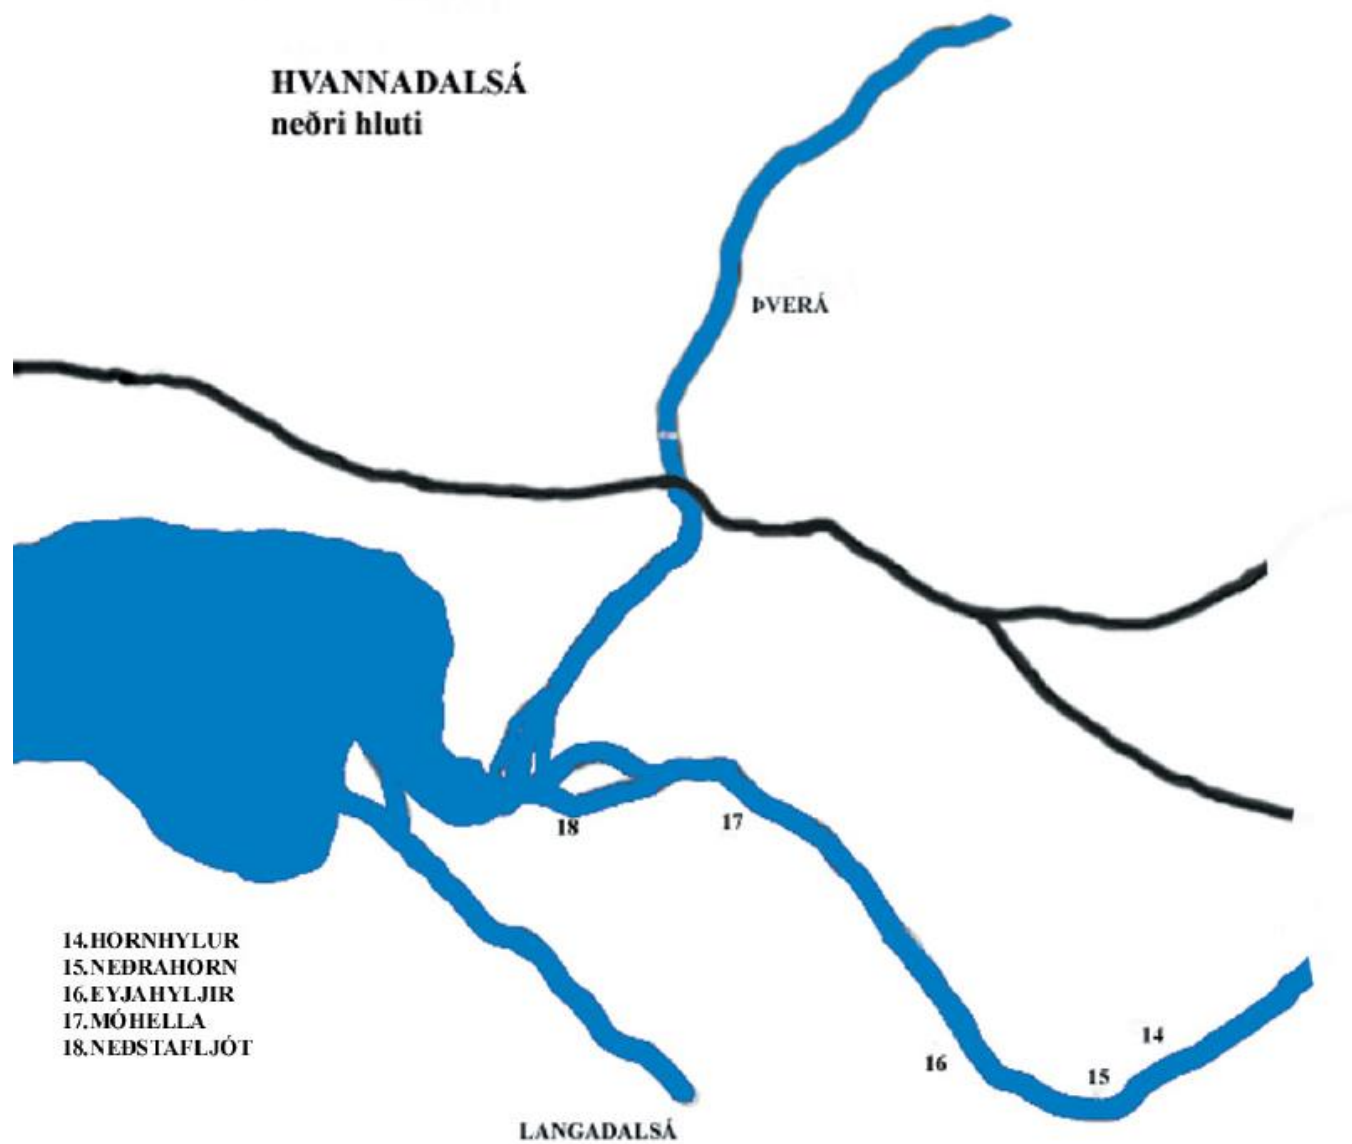 HVANNADALSÁ
neðri hluti
ÞVERÁ
18
17
14.HORNHYLUR
15.NEÐRAHORN
16.EYJAHYLJIR
17.MÓHELLA
18.NEÐSTAFLJÓT
14
16
15
LANGADALSÁ